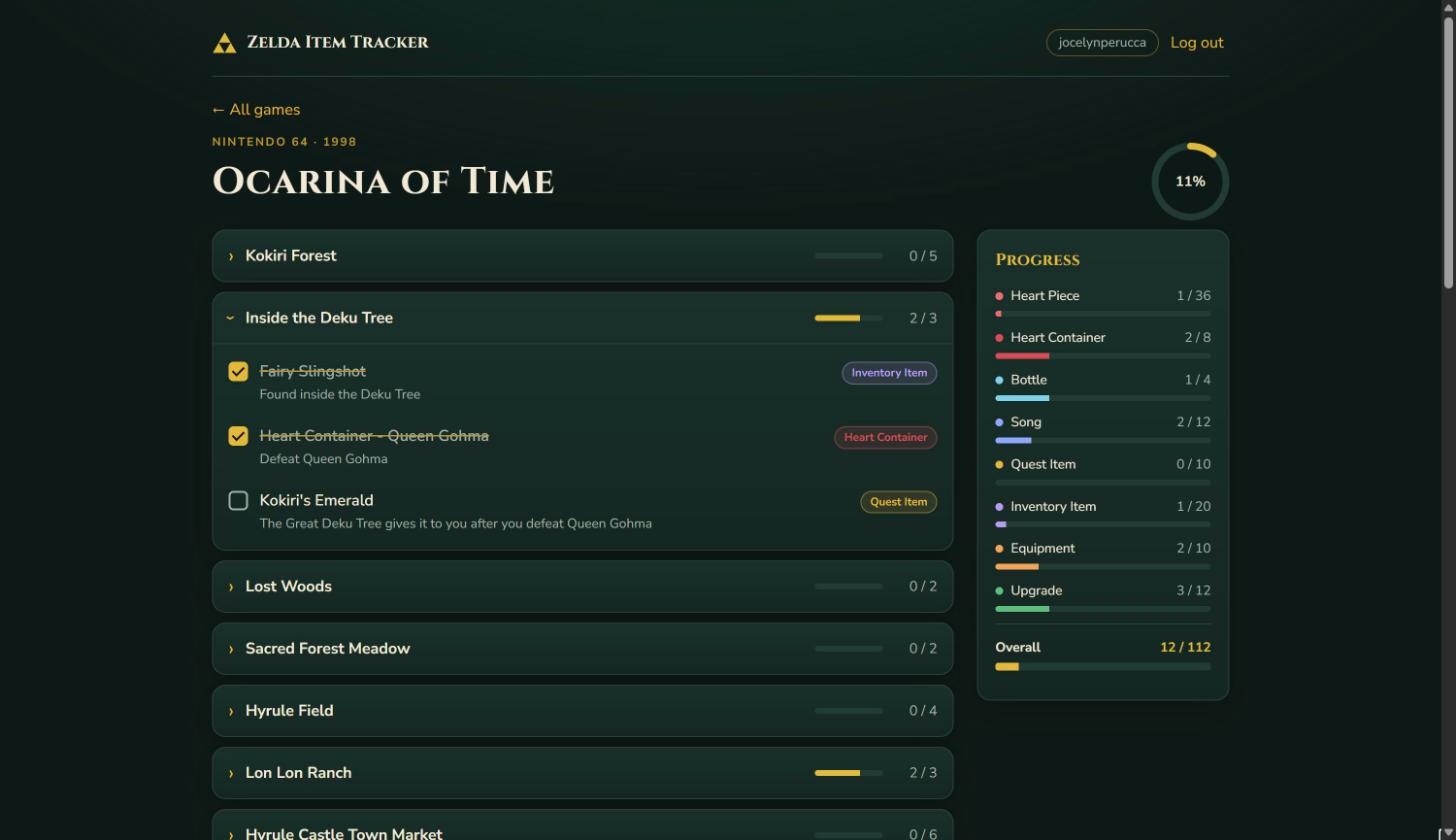 Zelda Item Tracker
jocelynperucca
Log out
← All games
NINTENDO 64 · 1998
Ocarina of Time
11%
› Kokiri Forest 0 / 5
Inside the Deku Tree 2 / 3
Fairy Slingshot Inventory Item
Found inside the Deku Tree
Heart Container - Queen Gohma Heart Container
Defeat Queen Gohma
Kokiri's Emerald Quest Item
The Great Deku Tree gives it to you after you defeat Queen Gohma
› Lost Woods 0 / 2
› Sacred Forest Meadow 0 / 2
› Hyrule Field 0 / 4
› Lon Lon Ranch 2 / 3
Hyrule Castle Town Market 0 / 6
Progress
Heart Piece 1 / 36
Heart Container 2 / 8
Bottle 1 / 4
Song 2 / 12
Quest Item 0 / 10
Inventory Item 1 / 20
Equipment 2 / 10
Upgrade 3 / 12
Overall 12 / 112